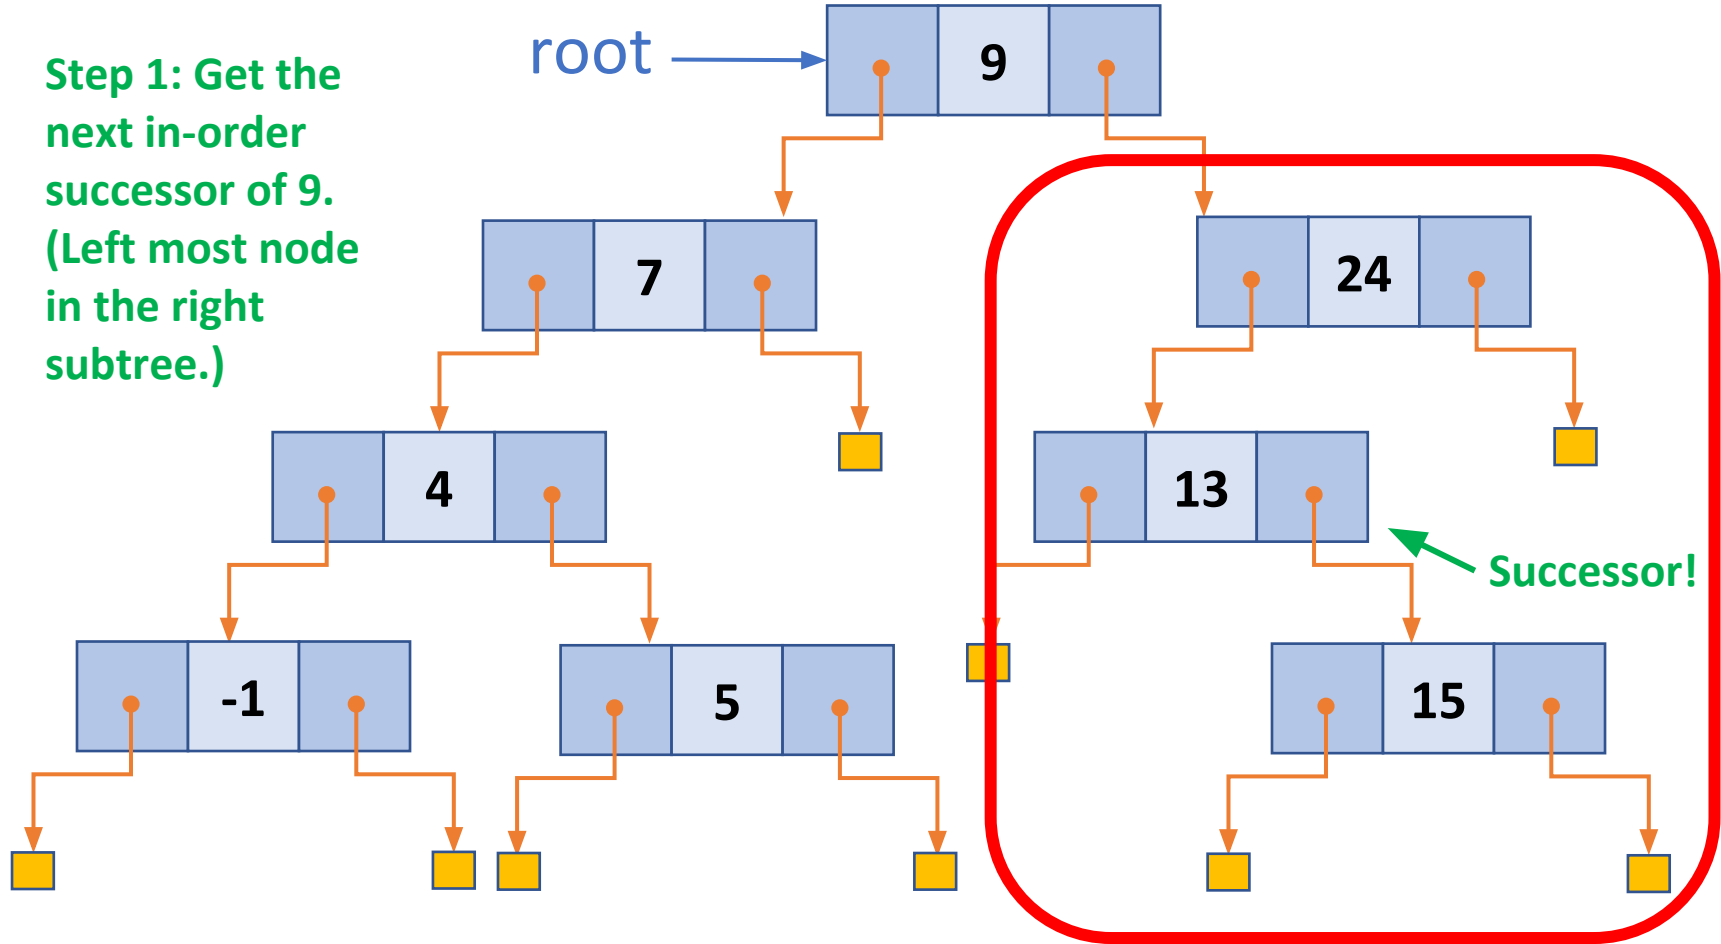 Step 1: Get the
next in-order
successor of 9.
(Left most node
in the right
subtree.)
root
9
7
24
4
13
Successor!
-1
5
15